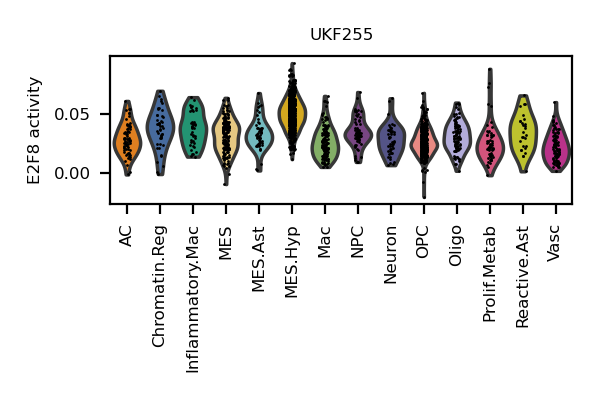 UKF255
E2F8 activity
0.05
0.00
AC
Chromatin.Reg
Inflammatory.Mac
MES
MES.Ast
MES.Hyp
Mac
NPC
Neuron
OPC
Oligo
Prolif.Metab
Reactive.Ast
Vasc